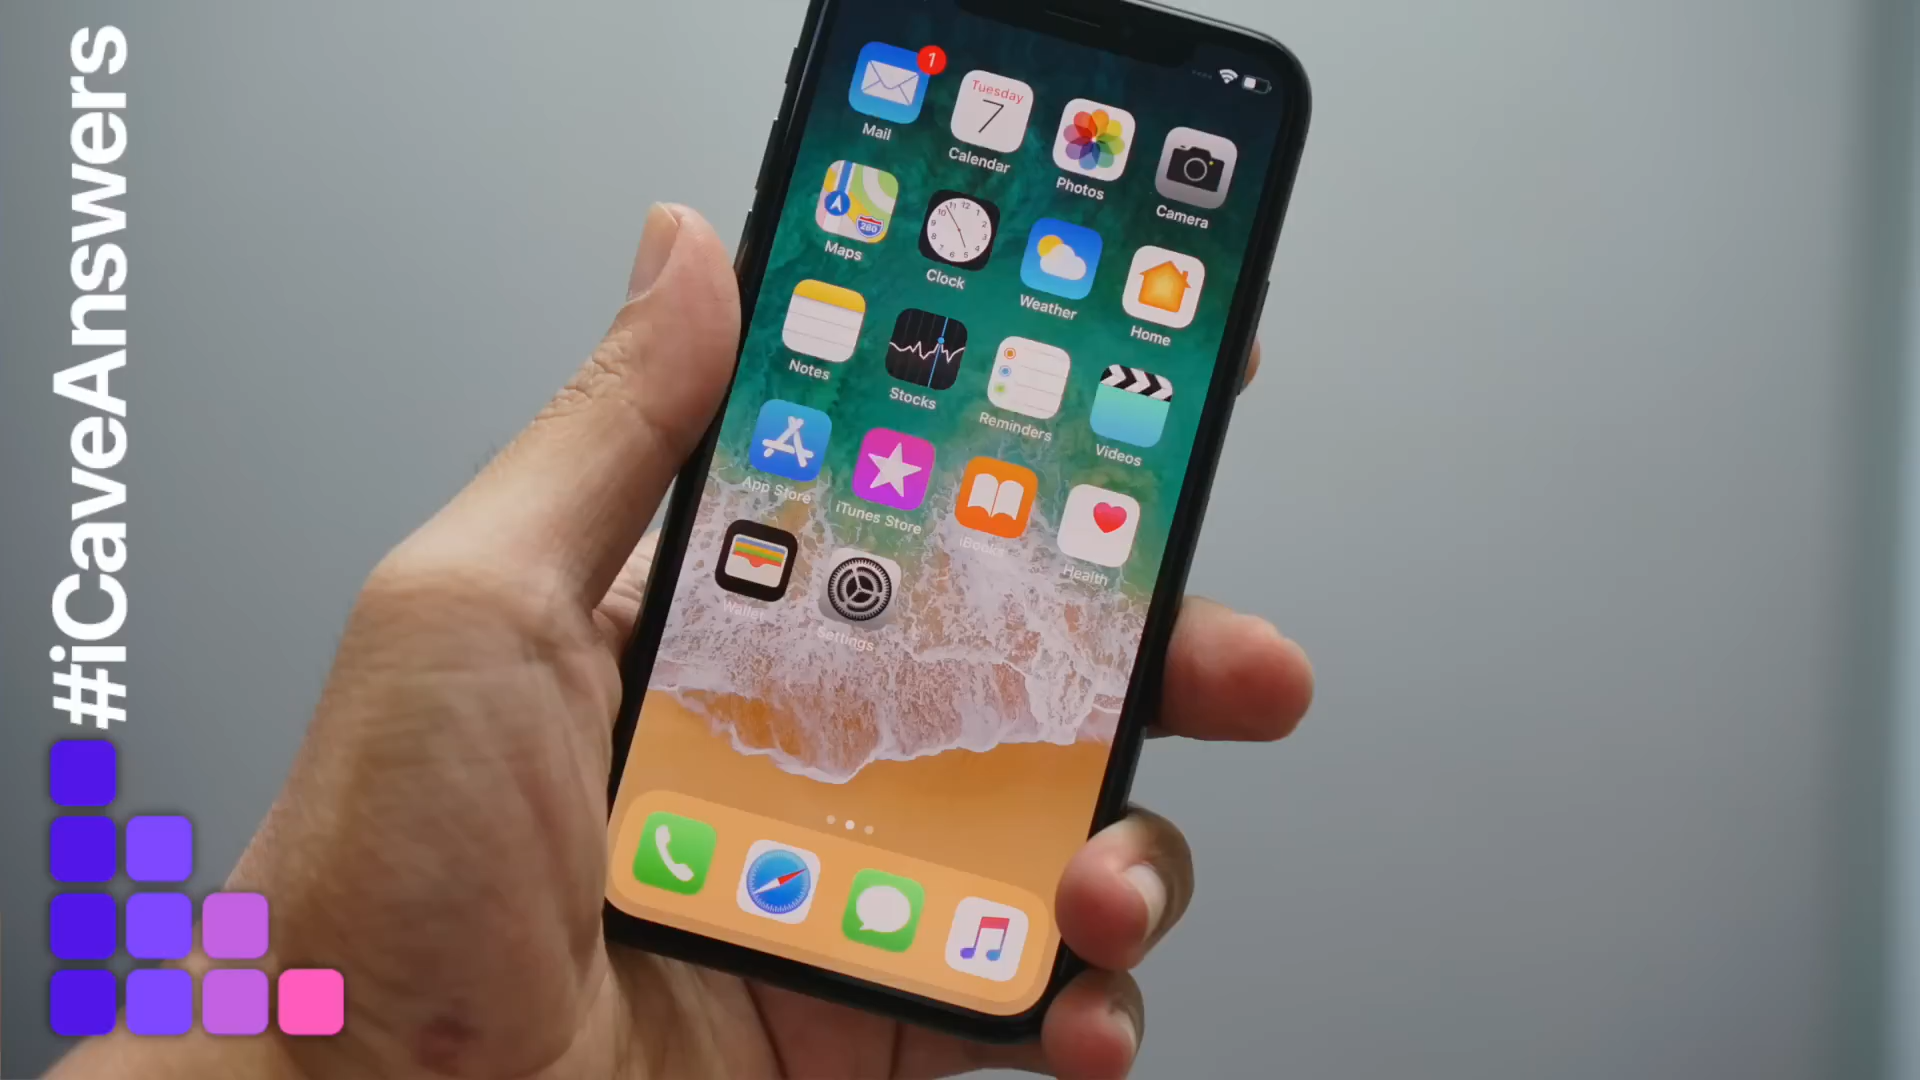 #iCaveAnswers
1
Tuesday
7
Mail
Calendar
Photos
Camera
280
Maps
Clock
Weather
Home
Notes
Stocks
Reminders
Videos
App Store
iTunes Store
iBooks
Health
Wallet
Settings